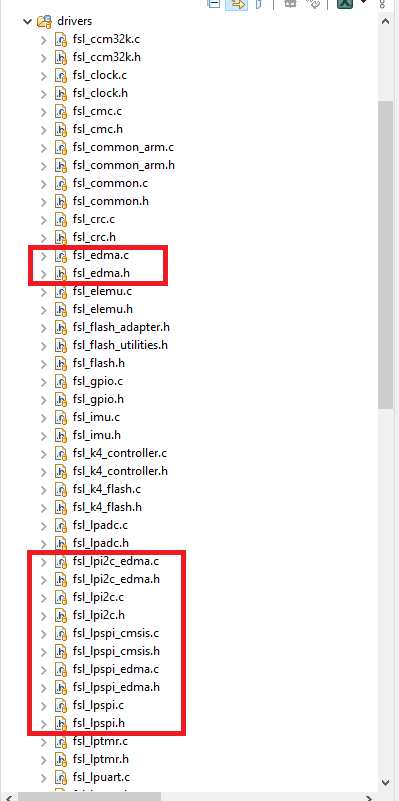 drivers
fsl_ccm32k.c
fsl_ccm32k.h
fsl_clock.c
fsl_clock.h
fsl_cmc.c
fsl_cmc.h
fsl_common_arm.c
fsl_common_arm.h
fsl_common.c
fsl_common.h
fsl_crc.c
fsl_crc.h
fsl_edma.c
fsl_edma.h
fsl_elemu.c
fsl_elemu.h
fsl_flash_adapter.h
fsl_flash_utilities.h
fsl_flash.h
fsl_gpio.c
fsl_gpio.h
fsl_imu.c
fsl_imu.h
fsl_k4_controller.c
fsl_k4_controller.h
fsl_k4_flash.c
fsl_k4_flash.h
fsl_lpadc.c
fsl_lpadc.h
fsl_lpi2c_edma.c
fsl_lpi2c_edma.h
fsl_lpi2c.c
fsl_lpi2c.h
fsl_lpspi_cmsis.c
fsl_lpspi_cmsis.h
fsl_lpspi_edma.c
fsl_lpspi_edma.h
fsl_lpspi.c
fsl_lpspi.h
fsl_lptmr.c
fsl_lptmr.h
fsl_lpuart.c